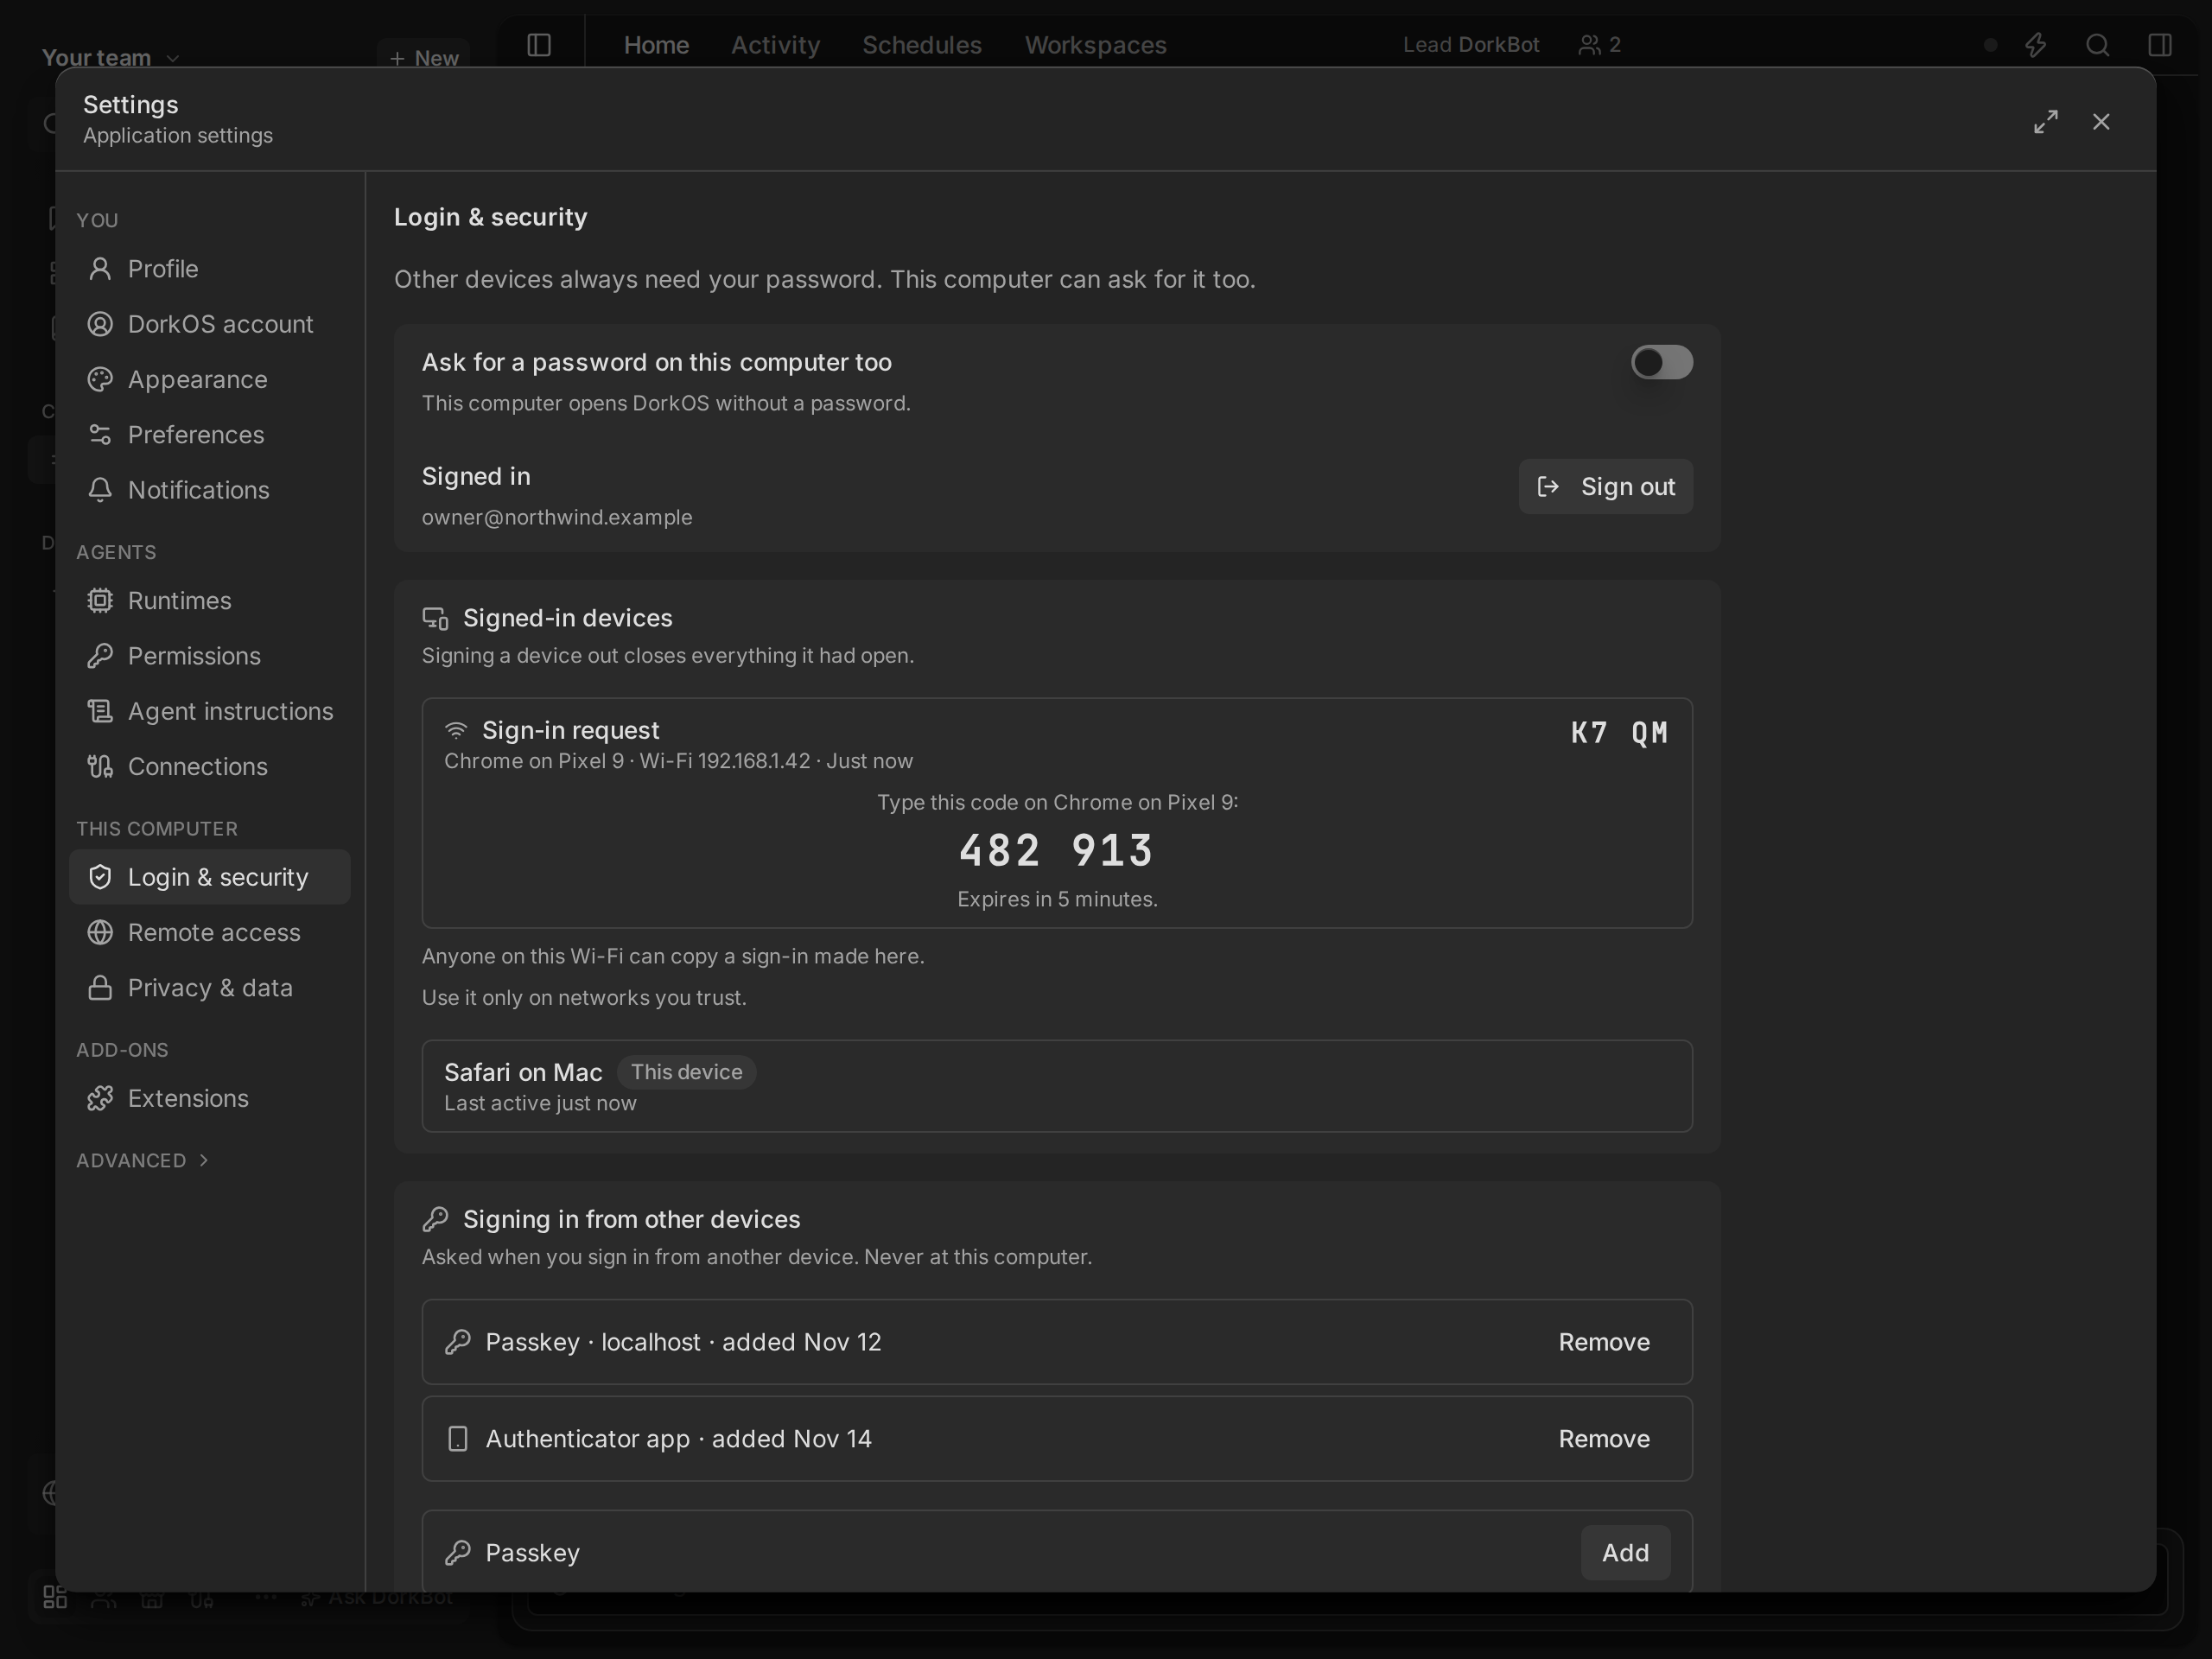 Your team
New
Home
Activity
Schedules
Workspaces
Lead DorkBot
2
Settings
Application settings
YOU
Profile
DorkOS account
Appearance
Preferences
Notifications
AGENTS
Runtimes
Permissions
Agent instructions
Connections
THIS COMPUTER
Login & security
Remote access
Privacy & data
ADD-ONS
Extensions
ADVANCED
Login & security
Other devices always need your password. This computer can ask for it too.
Ask for a password on this computer too
This computer opens DorkOS without a password.
Signed in
owner@northwind.example
Sign out
Signed-in devices
Signing a device out closes everything it had open.
Sign-in request
K7 QM
Chrome on Pixel 9 · Wi-Fi 192.168.1.42 · Just now
Type this code on Chrome on Pixel 9:
482 913
Expires in 5 minutes.
Anyone on this Wi-Fi can copy a sign-in made here.
Use it only on networks you trust.
Safari on Mac
This device
Last active just now
Signing in from other devices
Asked when you sign in from another device. Never at this computer.
Passkey · localhost · added Nov 12
Remove
Authenticator app · added Nov 14
Remove
Passkey
Add
Ask DorkBot